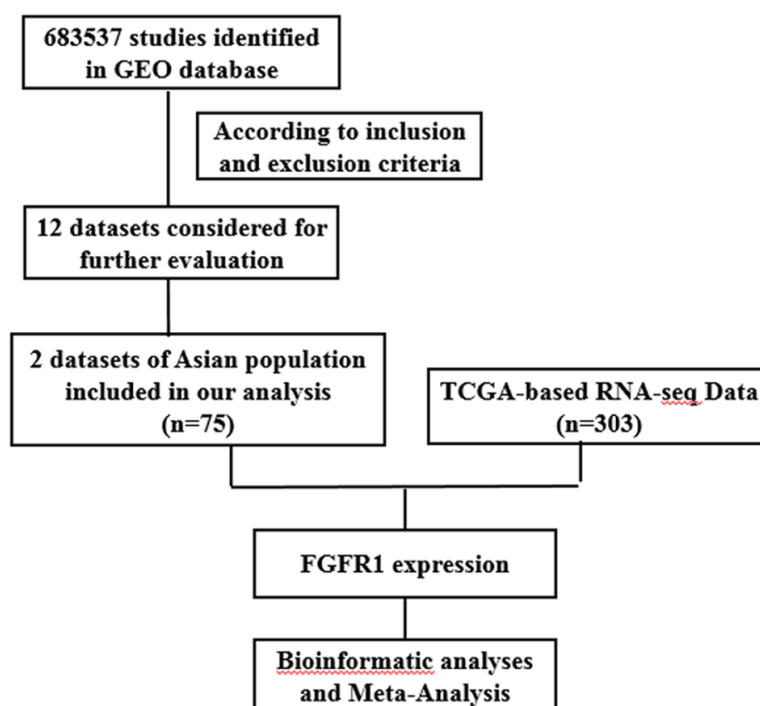 683537 studies identified
in GEO database
According to inclusion
and exclusion criteria
12 datasets considered for
further evaluation
2 datasets of Asian population
included in our analysis
(n=75)
TCGA-based RNA-seq Data
(n=303)
FGFR1 expression
Bioinformatic analyses
and Meta-Analysis